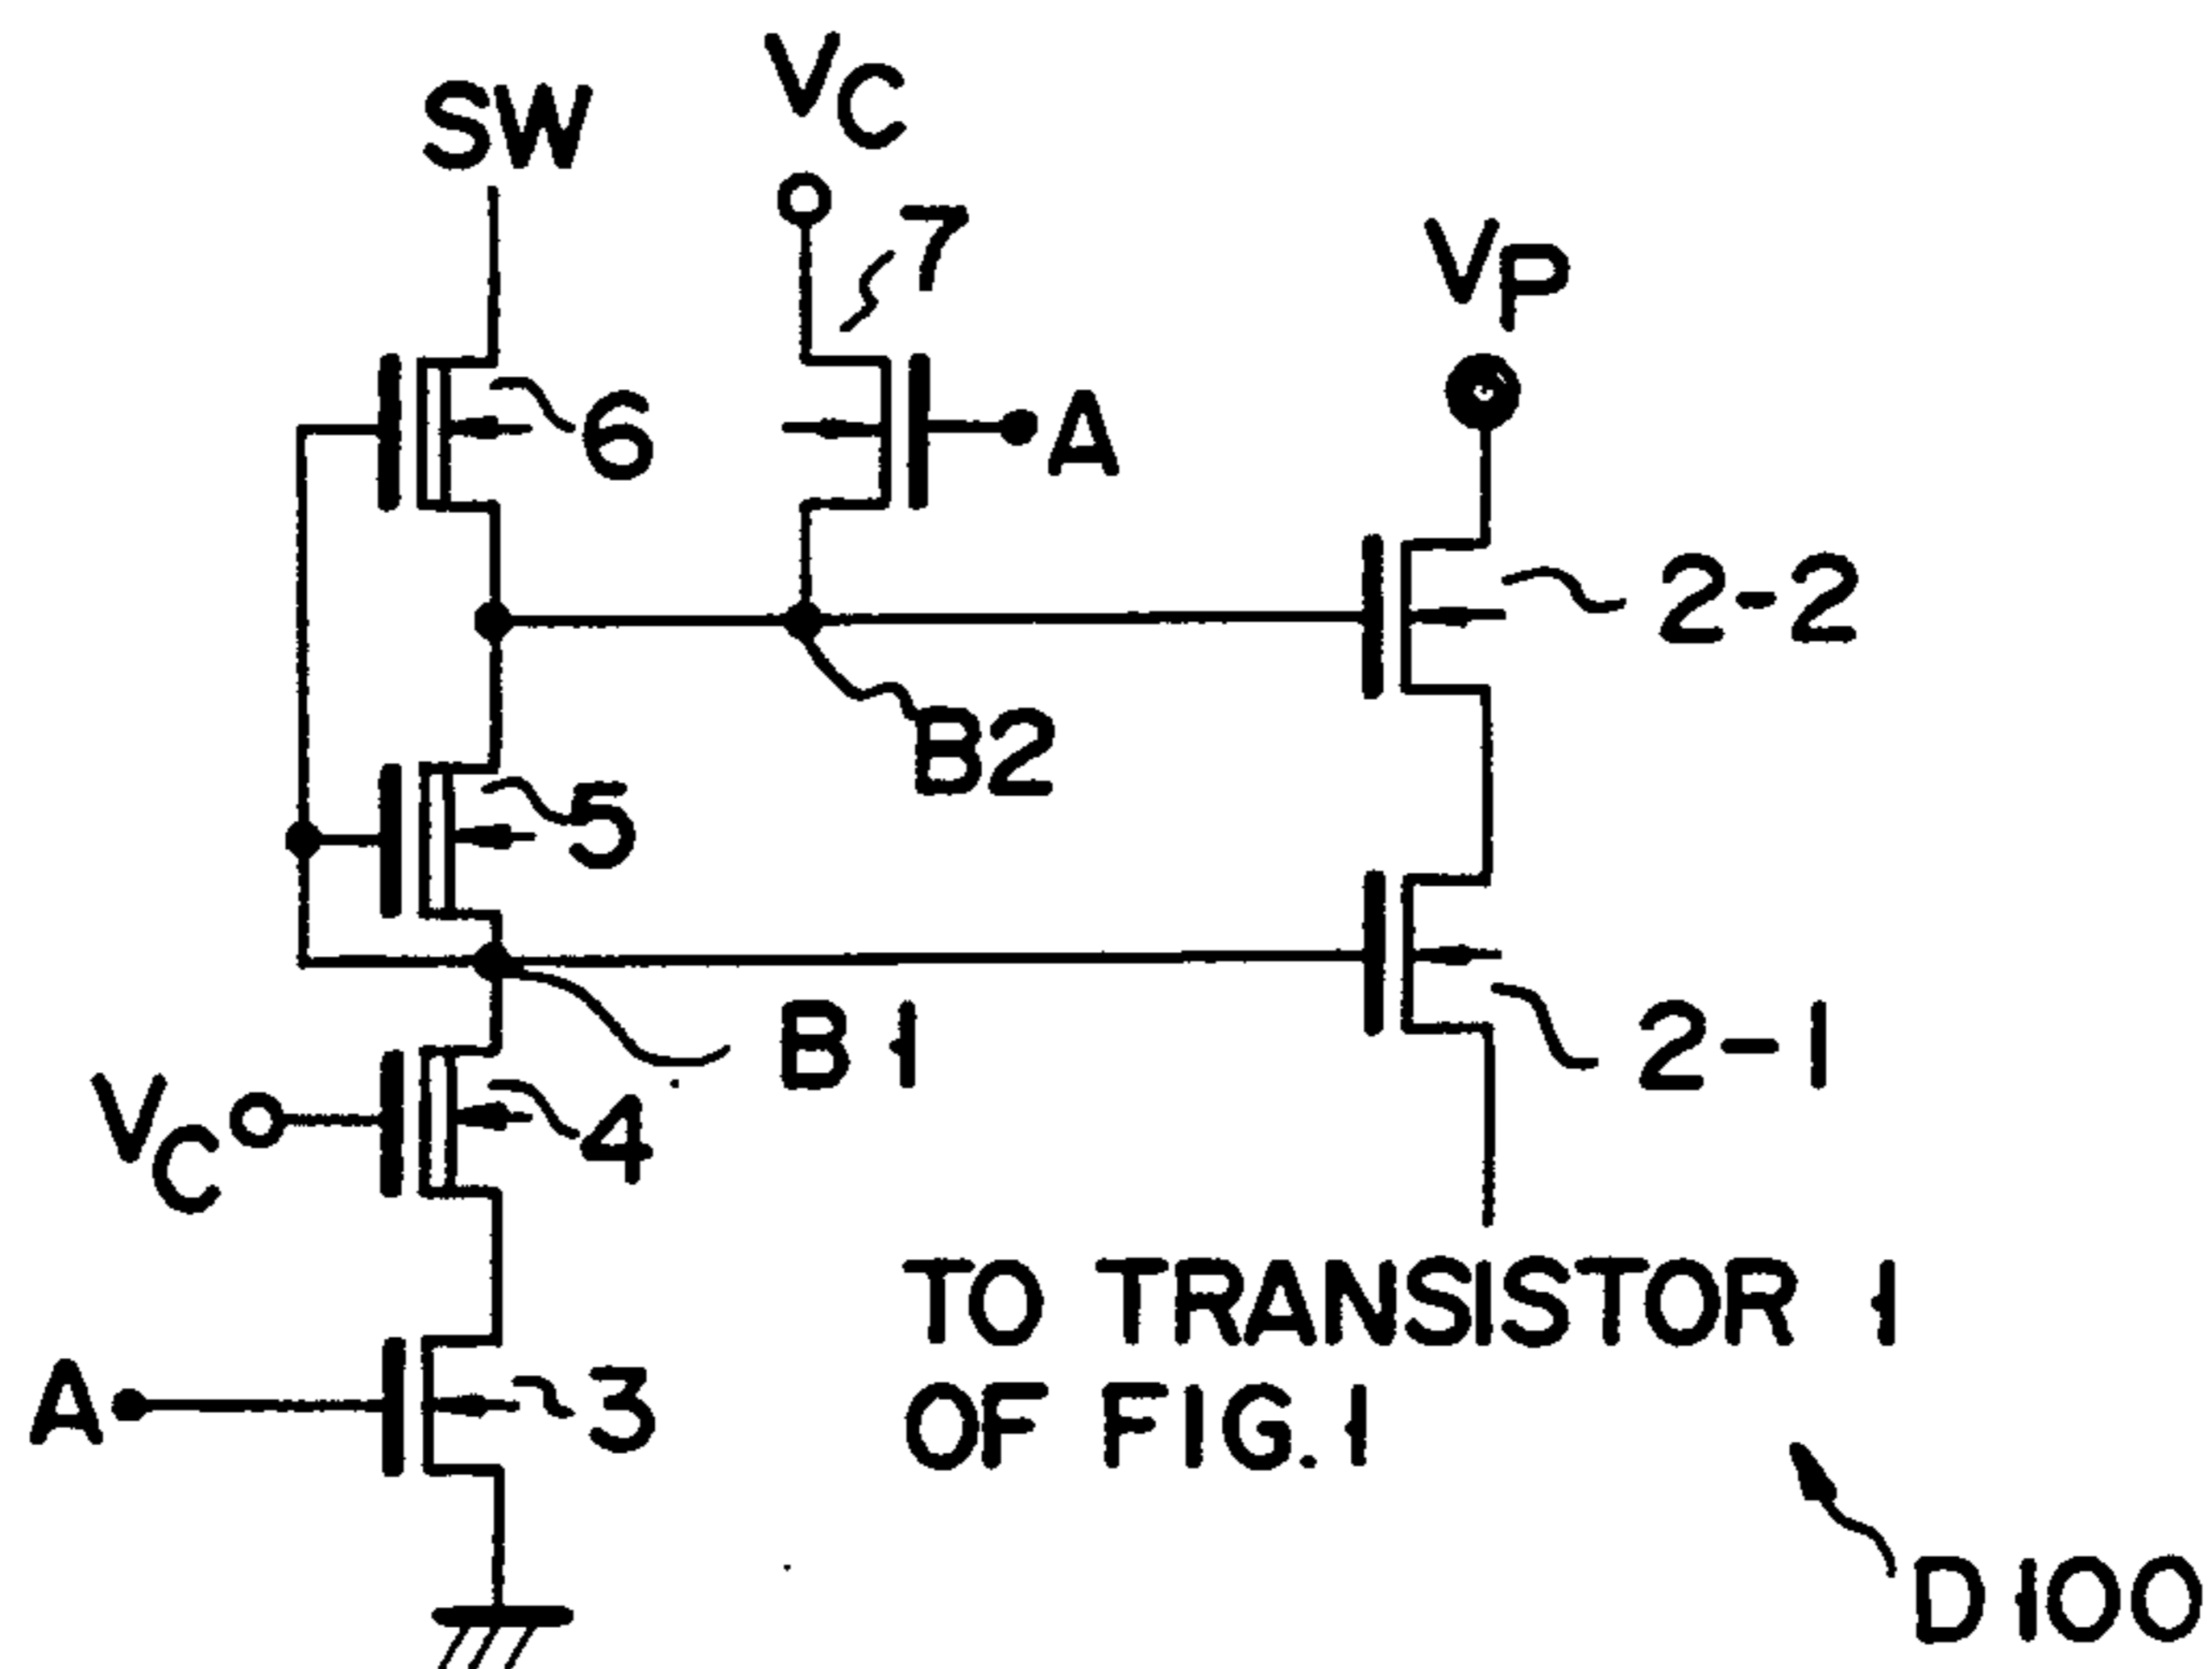 SW
VC
7
VP
6
A
2-2
B2
5
B1
2-1
VC
4
TO TRANSISTOR 1
OF FIG.1
A
3
D100